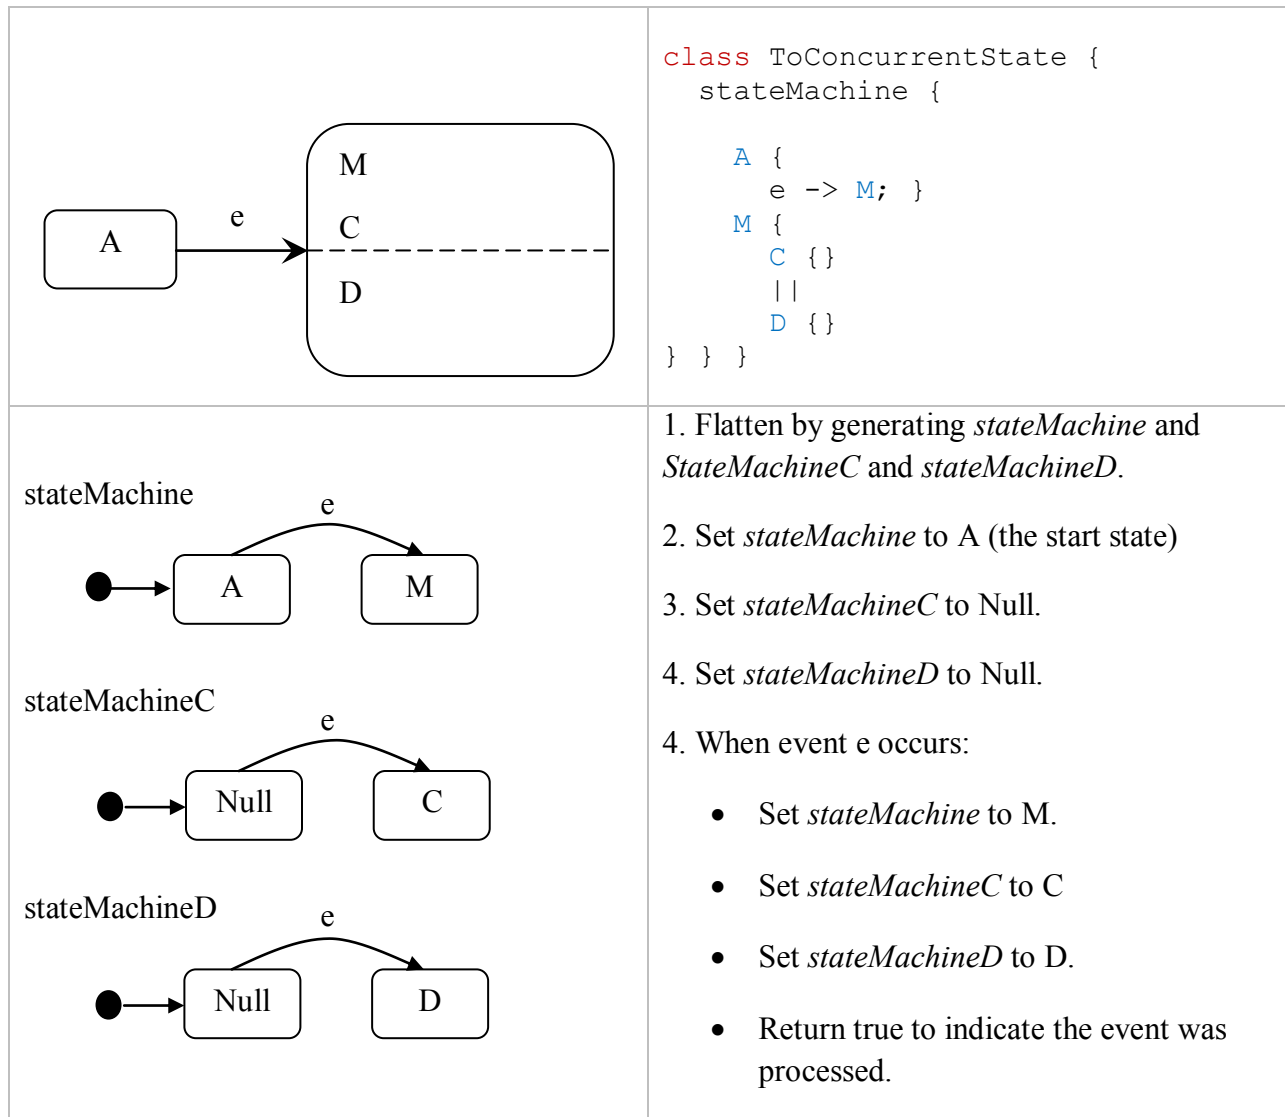 M
C
D
A
e
class ToConcurrentState {
stateMachine {
A {
e -> M; }
M {
C {}
||
D {}
} } }
stateMachine
e
A
M
stateMachineC
e
Null
C
stateMachineD
e
Null
D
1. Flatten by generating stateMachine and
StateMachineC and stateMachineD.
2. Set stateMachine to A (the start state)
3. Set stateMachineC to Null.
4. Set stateMachineD to Null.
4. When event e occurs:
• Set stateMachine to M.
• Set stateMachineC to C
• Set stateMachineD to D.
• Return true to indicate the event was
processed.